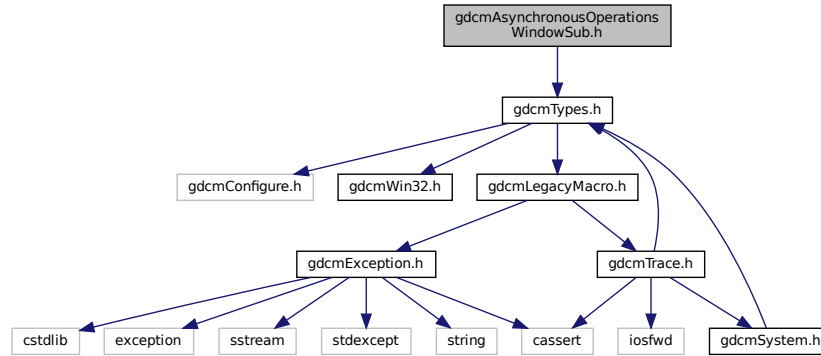 gdcmAsynchronousOperations
WindowSub.h
gdcmTypes.h
gdcmConfigure.h
gdcmWin32.h
gdcmLegacyMacro.h
gdcmException.h
gdcmTrace.h
cstdlib
exception
sstream
stdexcept
string
cassert
iosfwd
gdcmSystem.h